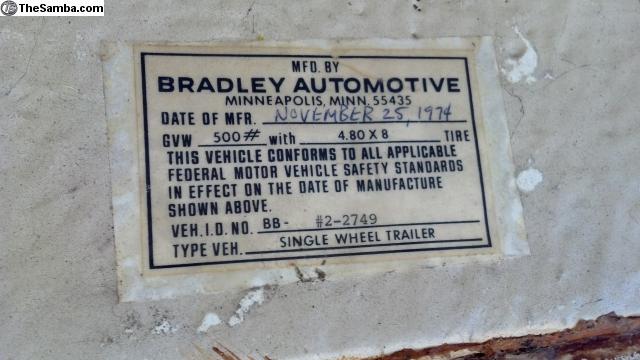 TheSamba.com
MFD. BY
BRADLEY AUTOMOTIVE
MINNEAPOLIS, MINN. 55435
DATE OF MFR. NOVEMBER 25, 1974
GVW 500# with 4.80 X 8 TIRE
THIS VEHICLE CONFORMS TO ALL APPLICABLE
FEDERAL MOTOR VEHICLE SAFETY STANDARDS
IN EFFECT ON THE DATE OF MANUFACTURE
SHOWN ABOVE.
VEH. I.D. NO. BB- #2-2749
TYPE VEH. SINGLE WHEEL TRAILER